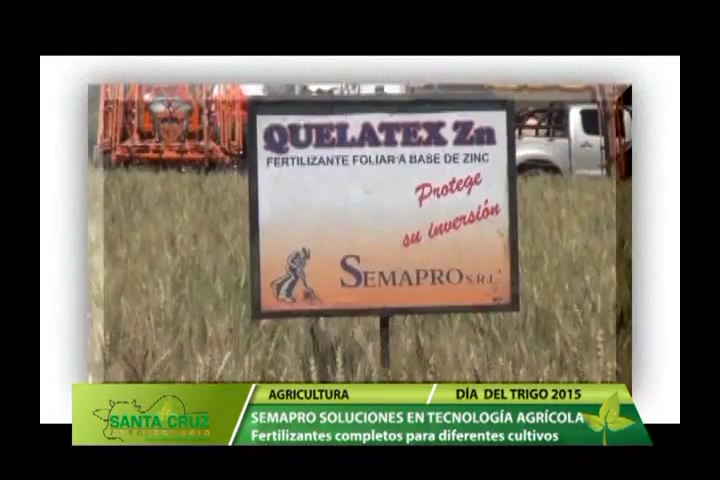 QUELATEX Zn
FERTILIZANTE FOLIAR A BASE DE ZINC
Protege
su inversión
SEMAPRO S.R.L.
AGRICULTURA
DÍA DEL TRIGO 2015
SANTA CRUZ
SEMAPRO SOLUCIONES EN TECNOLOGÍA AGRÍCOLA
Fertilizantes completos para diferentes cultivos